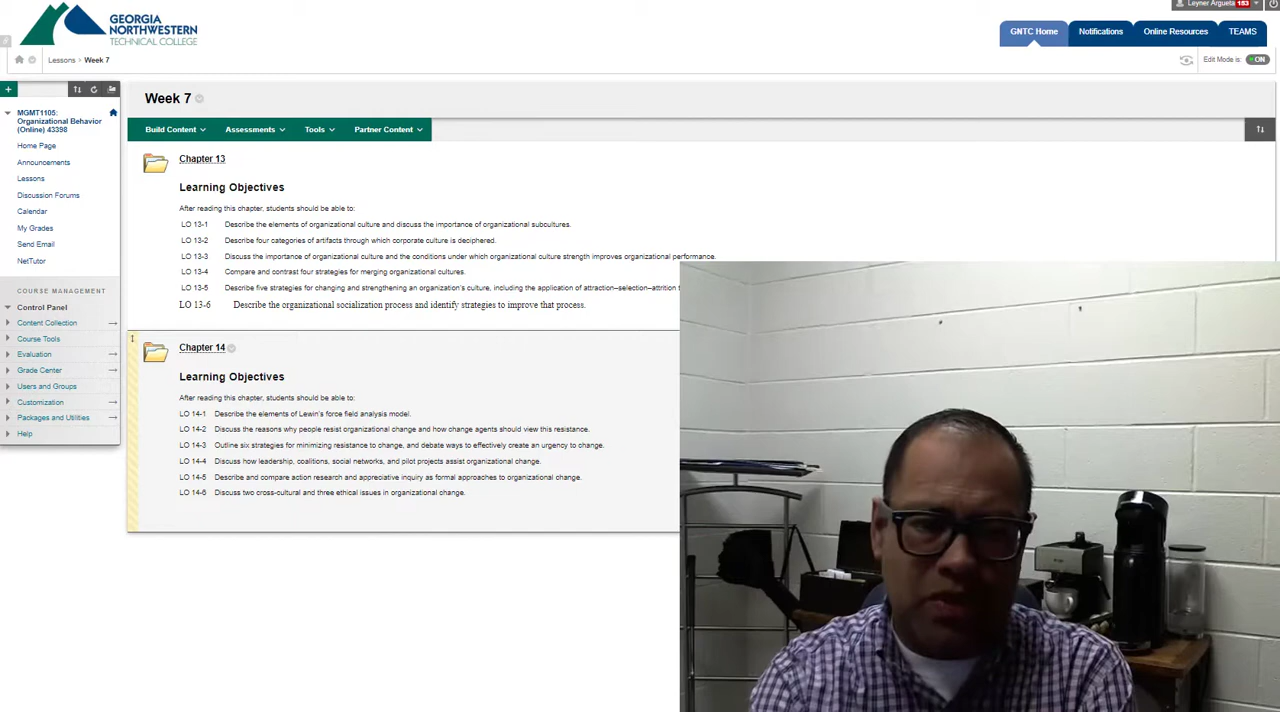 Leyner Argueta 153
GEORGIA
NORTHWESTERN
TECHNICAL COLLEGE
GNTC Home
Notifications
Online Resources
TEAMS
Lessons > Week 7
Edit Mode is: ON
MGMT1105:
Organizational Behavior
(Online) 43398
Home Page
Announcements
Lessons
Discussion Forums
Calendar
My Grades
Send Email
NetTutor
COURSE MANAGEMENT
Control Panel
Content Collection
Course Tools
Evaluation
Grade Center
Users and Groups
Customization
Packages and Utilities
Help
Week 7
Build Content
Assessments
Tools
Partner Content
Chapter 13
Learning Objectives
After reading this chapter, students should be able to:
LO 13-1 Describe the elements of organizational culture and discuss the importance of organizational subcultures.
LO 13-2 Describe four categories of artifacts through which corporate culture is deciphered.
LO 13-3 Discuss the importance of organizational culture and the conditions under which organizational culture strength improves organizational performance.
LO 13-4 Compare and contrast four strategies for merging organizational cultures.
LO 13-5 Describe five strategies for changing and strengthening an organization's culture, including the application of attraction–selection–attrition t
LO 13-6 Describe the organizational socialization process and identify strategies to improve that process.
Chapter 14
Learning Objectives
After reading this chapter, students should be able to:
LO 14-1 Describe the elements of Lewin's force field analysis model.
LO 14-2 Discuss the reasons why people resist organizational change and how change agents should view this resistance.
LO 14-3 Outline six strategies for minimizing resistance to change, and debate ways to effectively create an urgency to change.
LO 14-4 Discuss how leadership, coalitions, social networks, and pilot projects assist organizational change.
LO 14-5 Describe and compare action research and appreciative inquiry as formal approaches to organizational change.
LO 14-6 Discuss two cross-cultural and three ethical issues in organizational change.